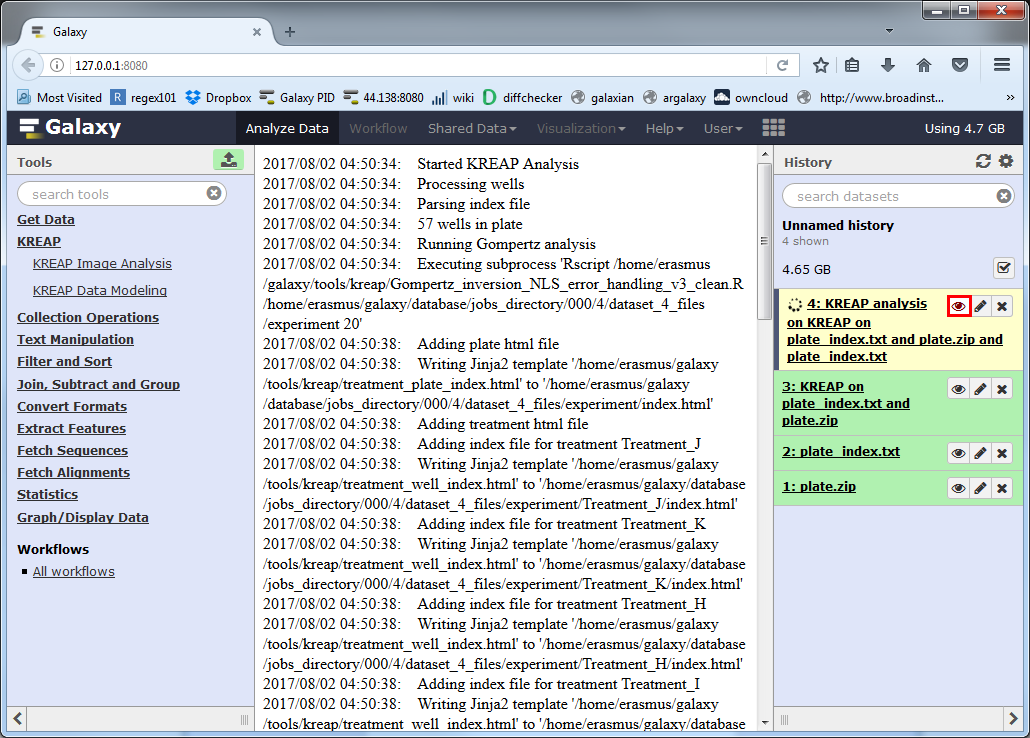 Galaxy
127.0.0.1:8080
Most Visited R regex101 Dropbox Galaxy PID 44.138:8080 wiki D diffchecker galaxian argalaxy owncloud http://www.broadinst... »
Galaxy Analyze Data Workflow Shared Data Visualization Help User Using 4.7 GB
Tools
search tools
Get Data
KREAP
KREAP Image Analysis
KREAP Data Modeling
Collection Operations
Text Manipulation
Filter and Sort
Join, Subtract and Group
Convert Formats
Extract Features
Fetch Sequences
Fetch Alignments
Statistics
Graph/Display Data
Workflows
All workflows
2017/08/02 04:50:34: Started KREAP Analysis
2017/08/02 04:50:34: Processing wells
2017/08/02 04:50:34: Parsing index file
2017/08/02 04:50:34: 57 wells in plate
2017/08/02 04:50:34: Running Gompertz analysis
2017/08/02 04:50:34: Executing subprocess 'Rscript /home/erasmus
/galaxy/tools/kreap/Gompertz_inversion_NLS_error_handling_v3_clean.R
/home/erasmus/galaxy/database/jobs_directory/000/4/dataset_4_files
/experiment 20'
2017/08/02 04:50:38: Adding plate html file
2017/08/02 04:50:38: Writing Jinja2 template '/home/erasmus/galaxy
/tools/kreap/treatment_plate_index.html' to '/home/erasmus/galaxy
/database/jobs_directory/000/4/dataset_4_files/experiment/index.html'
2017/08/02 04:50:38: Adding treatment html file
2017/08/02 04:50:38: Adding index file for treatment Treatment_J
2017/08/02 04:50:38: Writing Jinja2 template '/home/erasmus/galaxy
/tools/kreap/treatment_well_index.html' to '/home/erasmus/galaxy/database
/jobs_directory/000/4/dataset_4_files/experiment/Treatment_J/index.html'
2017/08/02 04:50:38: Adding index file for treatment Treatment_K
2017/08/02 04:50:38: Writing Jinja2 template '/home/erasmus/galaxy
/tools/kreap/treatment_well_index.html' to '/home/erasmus/galaxy/database
/jobs_directory/000/4/dataset_4_files/experiment/Treatment_K/index.html'
2017/08/02 04:50:38: Adding index file for treatment Treatment_H
2017/08/02 04:50:38: Writing Jinja2 template '/home/erasmus/galaxy
/tools/kreap/treatment_well_index.html' to '/home/erasmus/galaxy/database
/jobs_directory/000/4/dataset_4_files/experiment/Treatment_H/index.html'
2017/08/02 04:50:38: Adding index file for treatment Treatment_I
2017/08/02 04:50:38: Writing Jinja2 template '/home/erasmus/galaxy
/tools/kreap/treatment_well_index.html' to '/home/erasmus/galaxy/database
History
search datasets
Unnamed history
4 shown
4.65 GB
4: KREAP analysis
on KREAP on
plate_index.txt and plate.zip and
plate_index.txt
3: KREAP on
plate_index.txt and
plate.zip
2: plate_index.txt
1: plate.zip